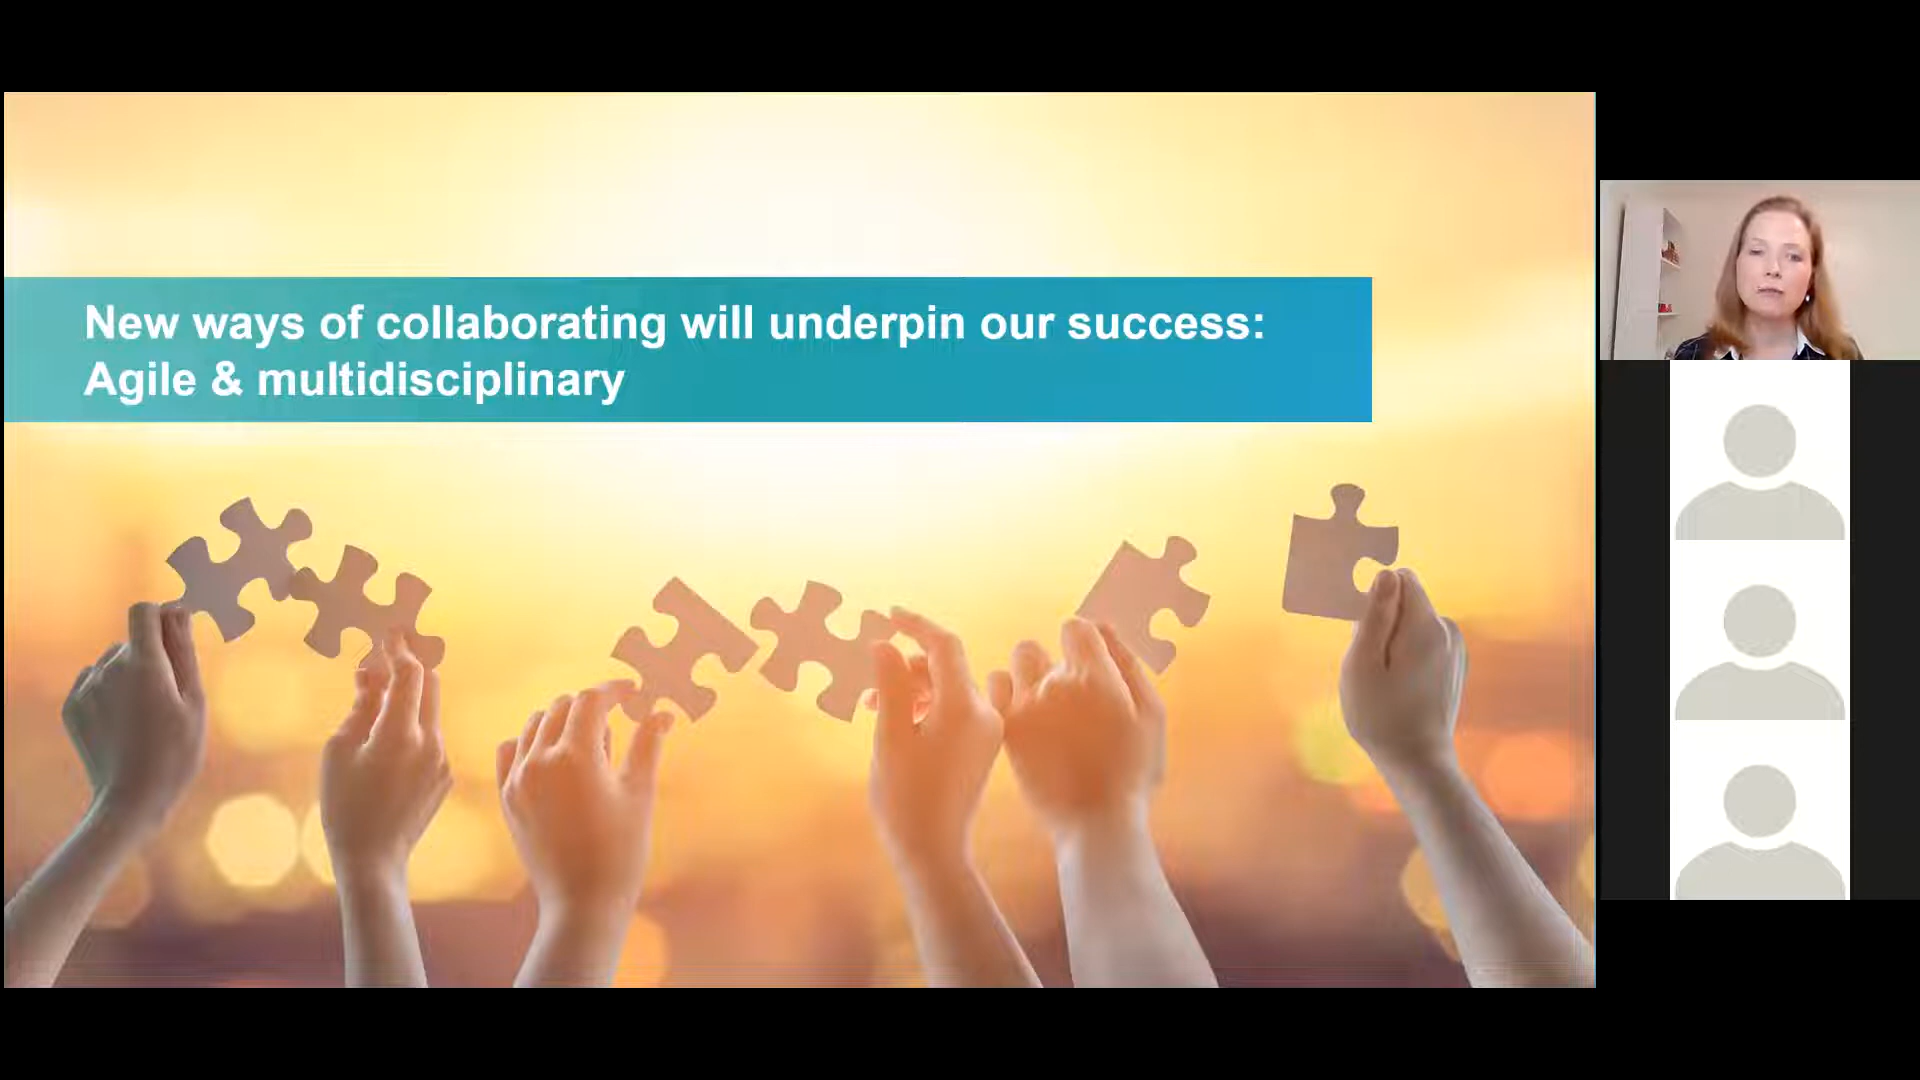 New ways of collaborating will underpin our success:
Agile & multidisciplinary